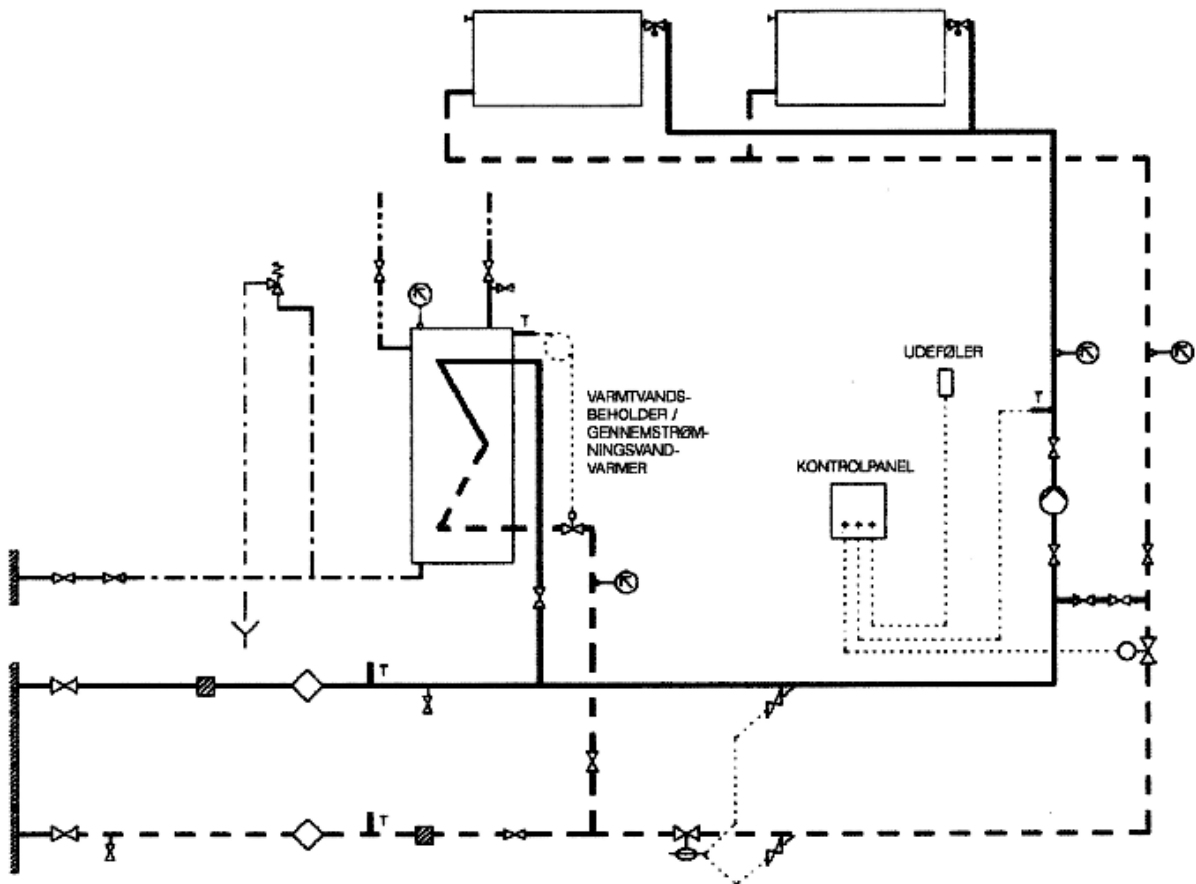 T
UDEFØLER
VARMTVANDS-
BEHOLDER /
GENNEMSTRØM-
NINGSVAND-
VARMER
T
KONTROLPANEL
T
T